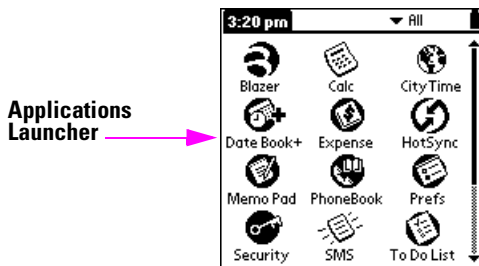 3:20 pm
All
Blazer
Calc
CityTime
Applications
Launcher
Date Book+
Expense
HotSync
Memo Pad
PhoneBook
Prefs
Security
SMS
To Do List